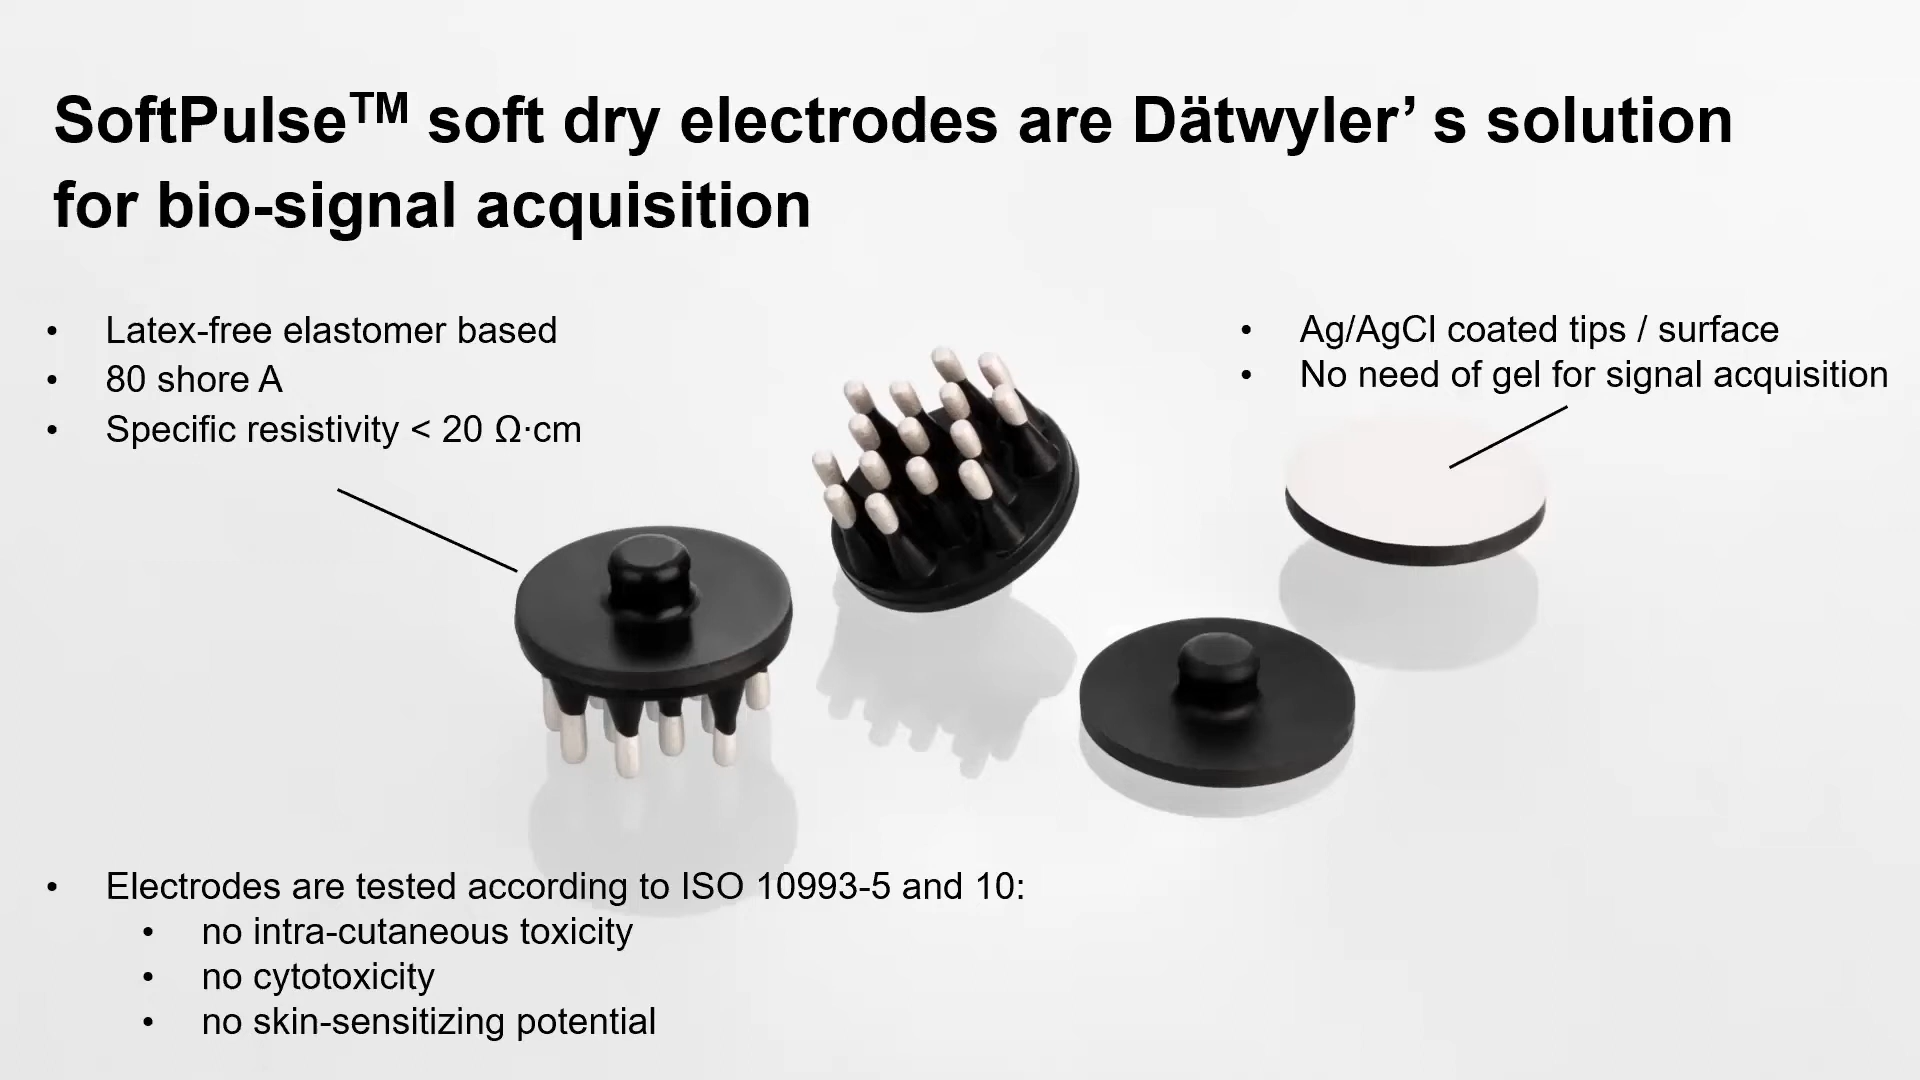 SoftPulse™ soft dry electrodes are Dätwyler’ s solution
for bio-signal acquisition
• Latex-free elastomer based
• 80 shore A
• Specific resistivity < 20 Ω·cm
• Ag/AgCl coated tips / surface
• No need of gel for signal acquisition
• Electrodes are tested according to ISO 10993-5 and 10:
• no intra-cutaneous toxicity
• no cytotoxicity
• no skin-sensitizing potential